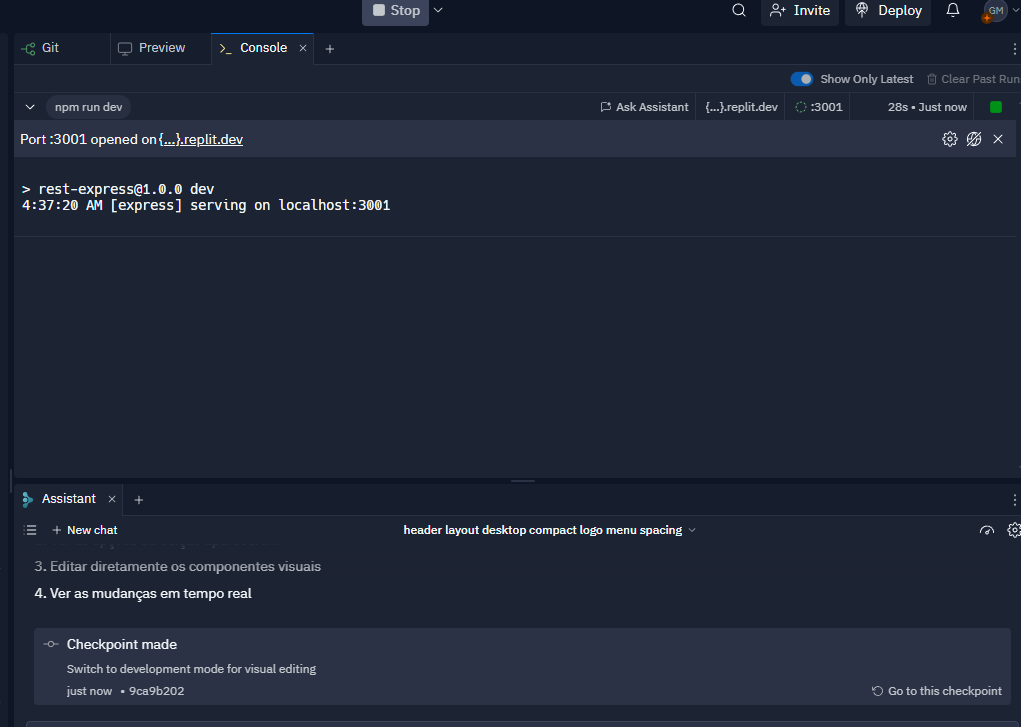 Stop
Invite
Deploy
GM
Git
Preview
Console
Show Only Latest
Clear Past Run
npm run dev
Ask Assistant
{...}.replit.dev
:3001
28s • Just now
Port :3001 opened on {...}.replit.dev
> rest-express@1.0.0 dev
4:37:20 AM [express] serving on localhost:3001
Assistant
New chat
header layout desktop compact logo menu spacing
3. Editar diretamente os componentes visuais
4. Ver as mudanças em tempo real
Checkpoint made
Switch to development mode for visual editing
just now • 9ca9b202
Go to this checkpoint